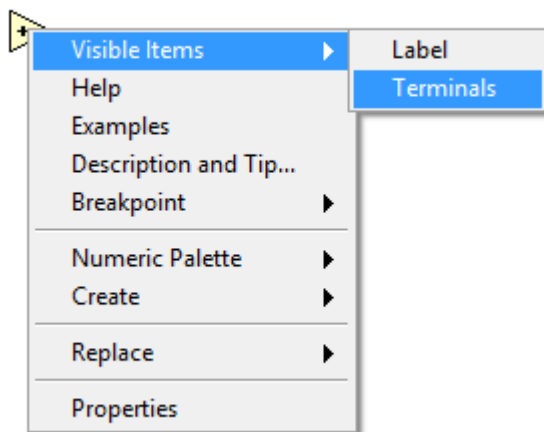 Visible Items
Label
Help
Terminals
Examples
Description and Tip...
Breakpoint
Numeric Palette
Create
Replace
Properties